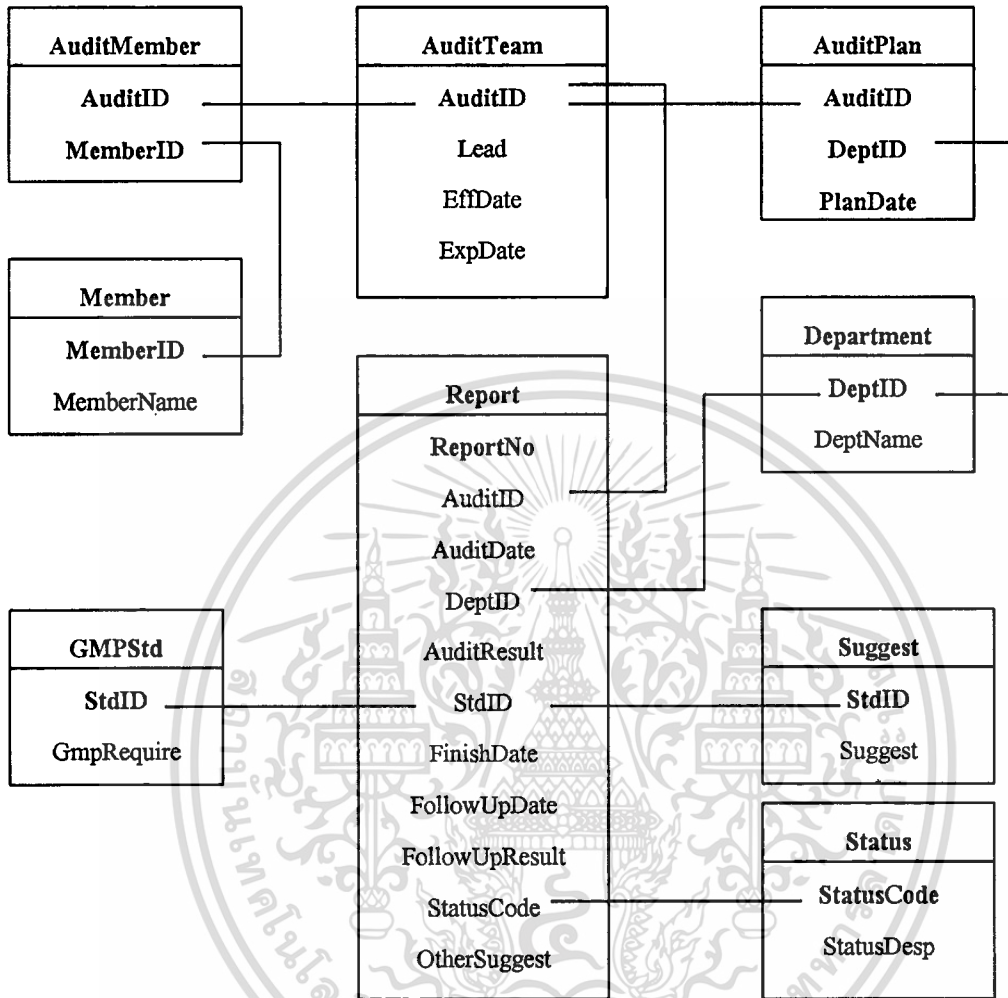 AuditMember
AuditID
MemberID
AuditTeam
AuditID
Lead
EffDate
ExpDate
AuditPlan
AuditID
DeptID
PlanDate
Member
MemberID
MemberName
Report
ReportNo
AuditID
AuditDate
DeptID
AuditResult
StdID
FinishDate
FollowUpDate
FollowUpResult
StatusCode
OtherSuggest
Department
DeptID
DeptName
GMPStd
StdID
GmpRequire
Suggest
StdID
Suggest
Status
StatusCode
StatusDesp